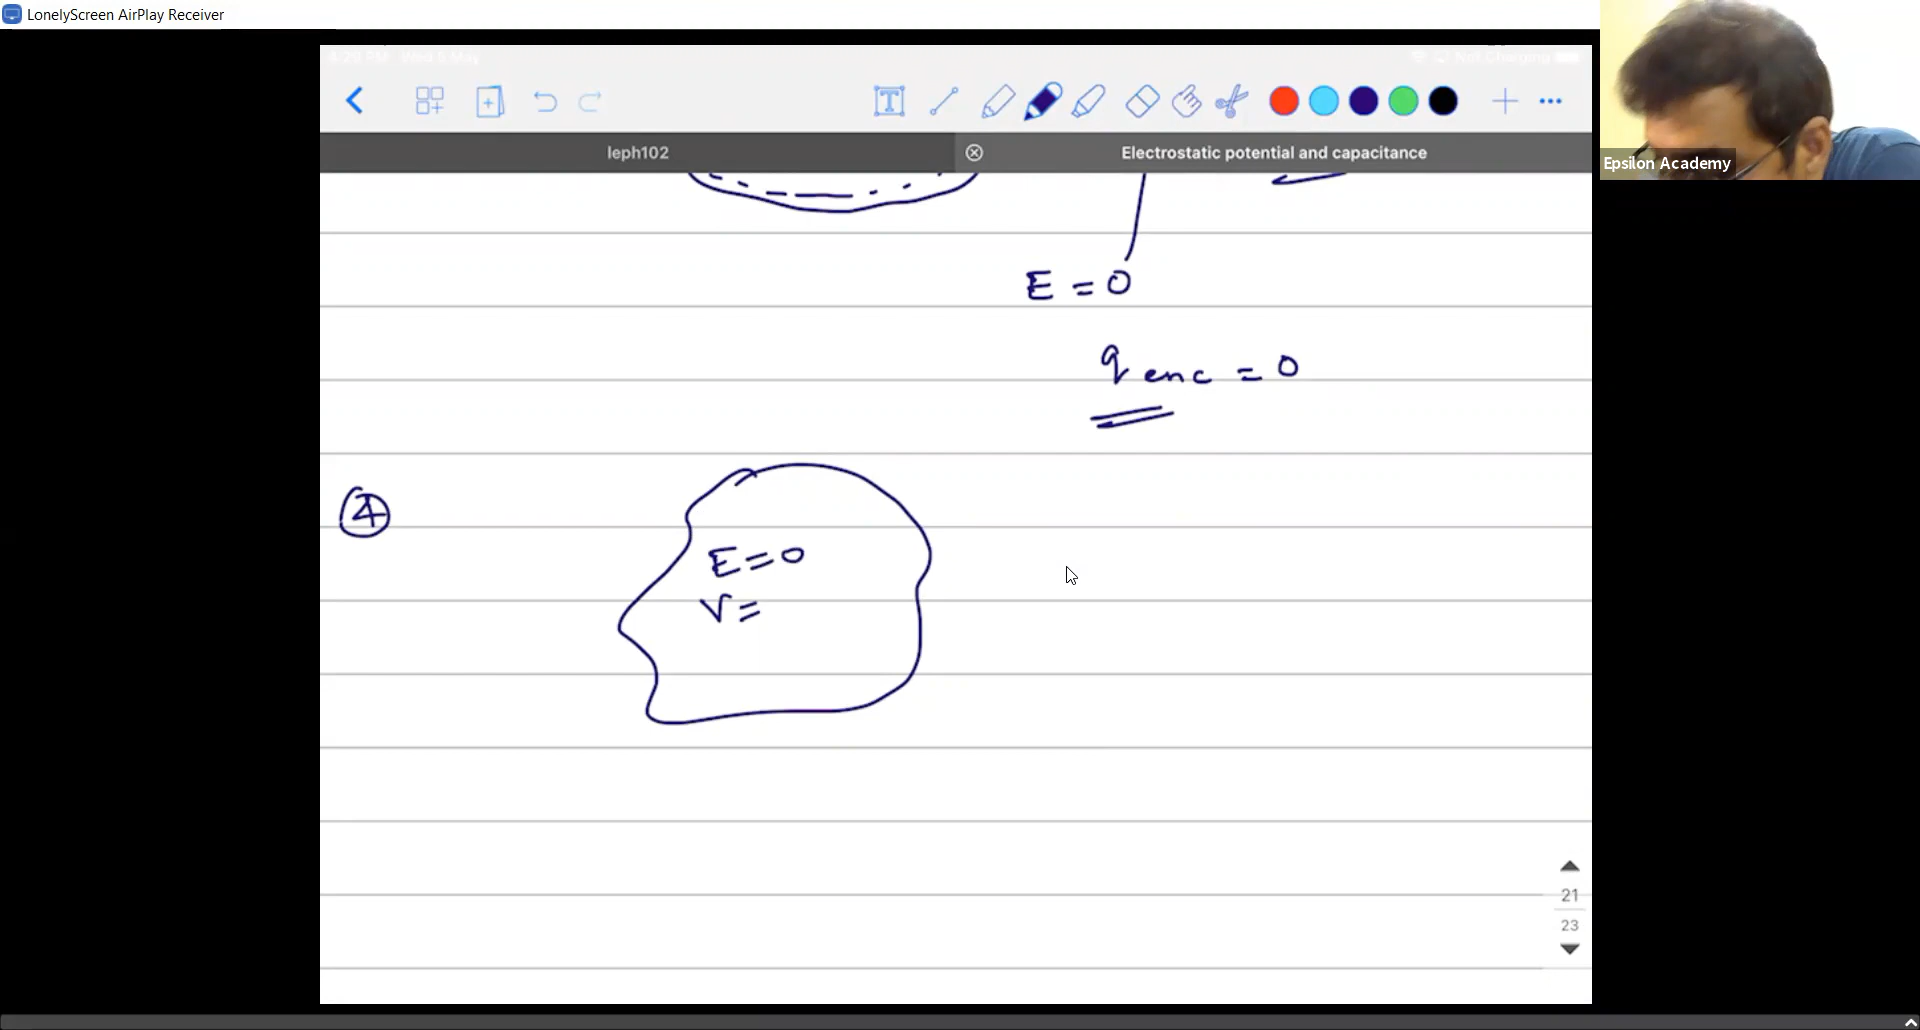 LonelyScreen AirPlay Receiver
T
Epsilon Academy
leph102
Electrostatic potential and capacitance
E = 0
q enc = 0
④
E = 0
V =
21
23